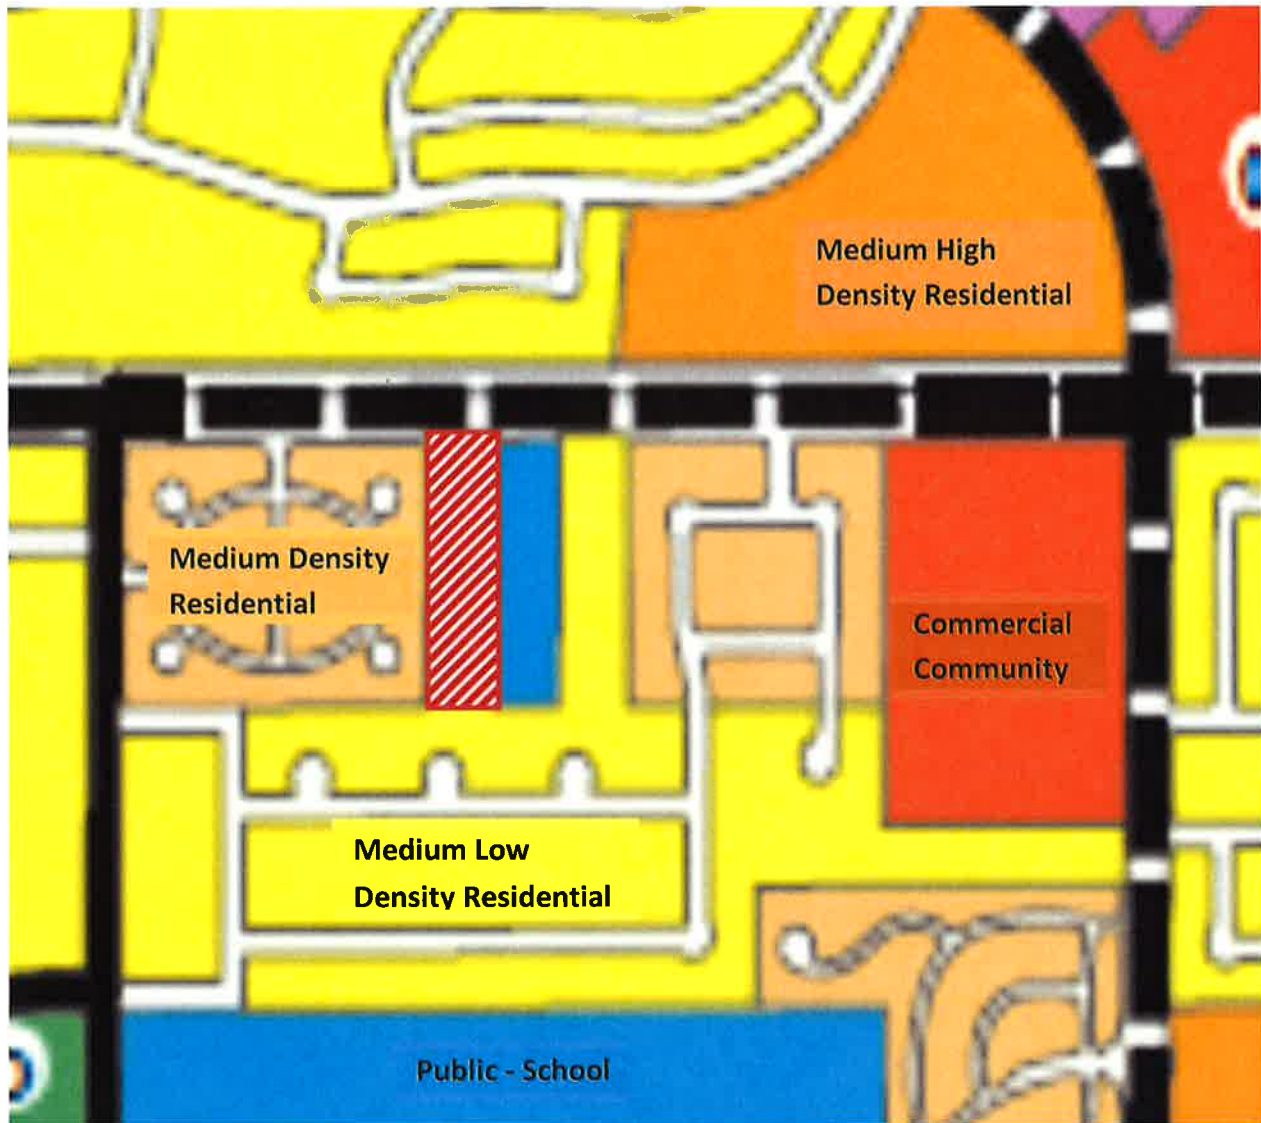 Medium High
Density Residential
Medium Density
Residential
Commercial
Community
Medium Low
Density Residential
Public - School